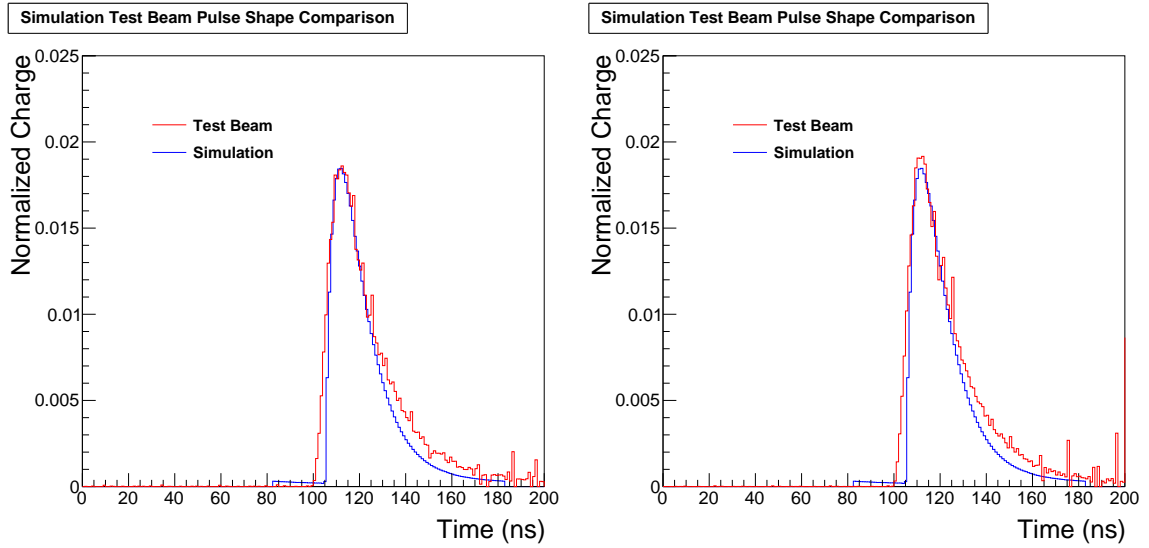 Simulation Test Beam Pulse Shape Comparison
Normalized Charge
0.025
0.02
0.015
0.01
0.005
0
Test Beam
Simulation
0 20 40 60 80 100 120 140 160 180 200
Time (ns)
Simulation Test Beam Pulse Shape Comparison
Normalized Charge
0.025
0.02
0.015
0.01
0.005
0
Test Beam
Simulation
0 20 40 60 80 100 120 140 160 180 200
Time (ns)